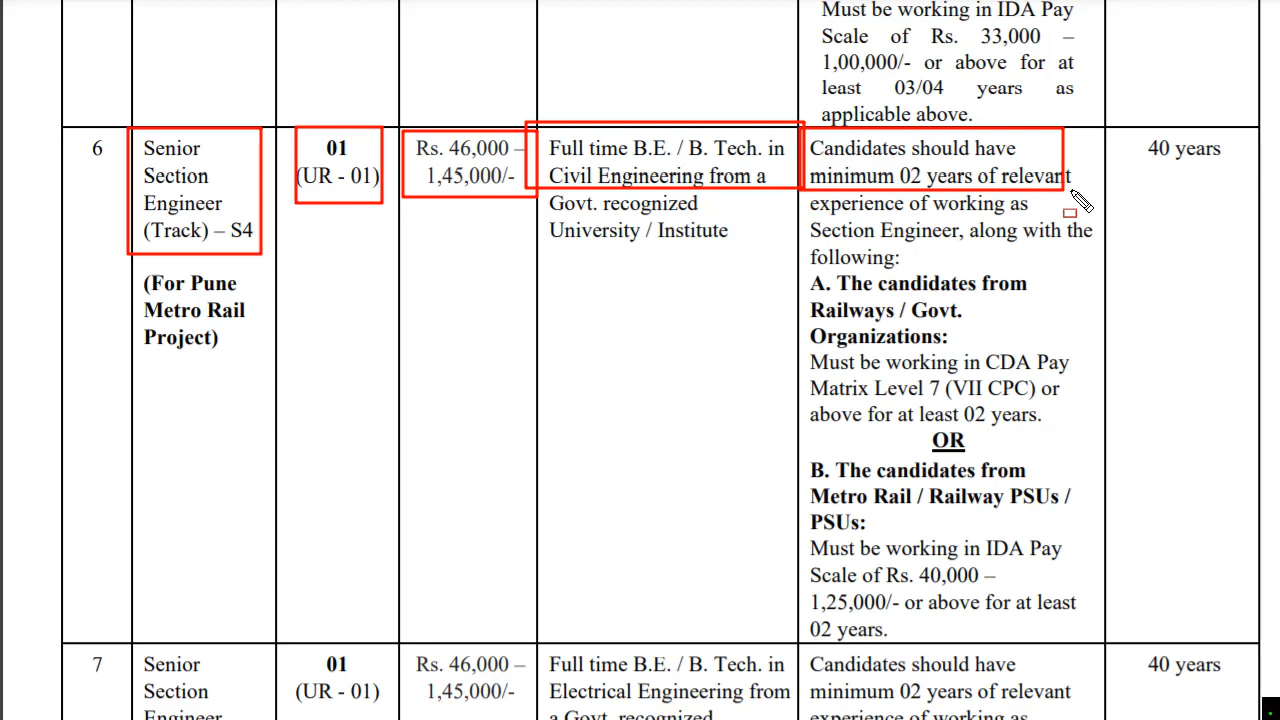 Must be working in IDA Pay
Scale of Rs. 33,000 –
1,00,000/- or above for at
least 03/04 years as
applicable above.
6
Senior
Section
Engineer
(Track) – S4
(For Pune
Metro Rail
Project)
01
(UR - 01)
Rs. 46,000 –
1,45,000/-
Full time B.E. / B. Tech. in
Civil Engineering from a
Govt. recognized
University / Institute
Candidates should have
minimum 02 years of relevant
experience of working as
Section Engineer, along with the
following:
A. The candidates from
Railways / Govt.
Organizations:
Must be working in CDA Pay
Matrix Level 7 (VII CPC) or
above for at least 02 years.
OR
B. The candidates from
Metro Rail / Railway PSUs /
PSUs:
Must be working in IDA Pay
Scale of Rs. 40,000 –
1,25,000/- or above for at least
02 years.
40 years
7
Senior
Section
Engineer
01
(UR - 01)
Rs. 46,000 –
1,45,000/-
Full time B.E. / B. Tech. in
Electrical Engineering from
a Govt. recognized
Candidates should have
minimum 02 years of relevant
experience of working as
40 years